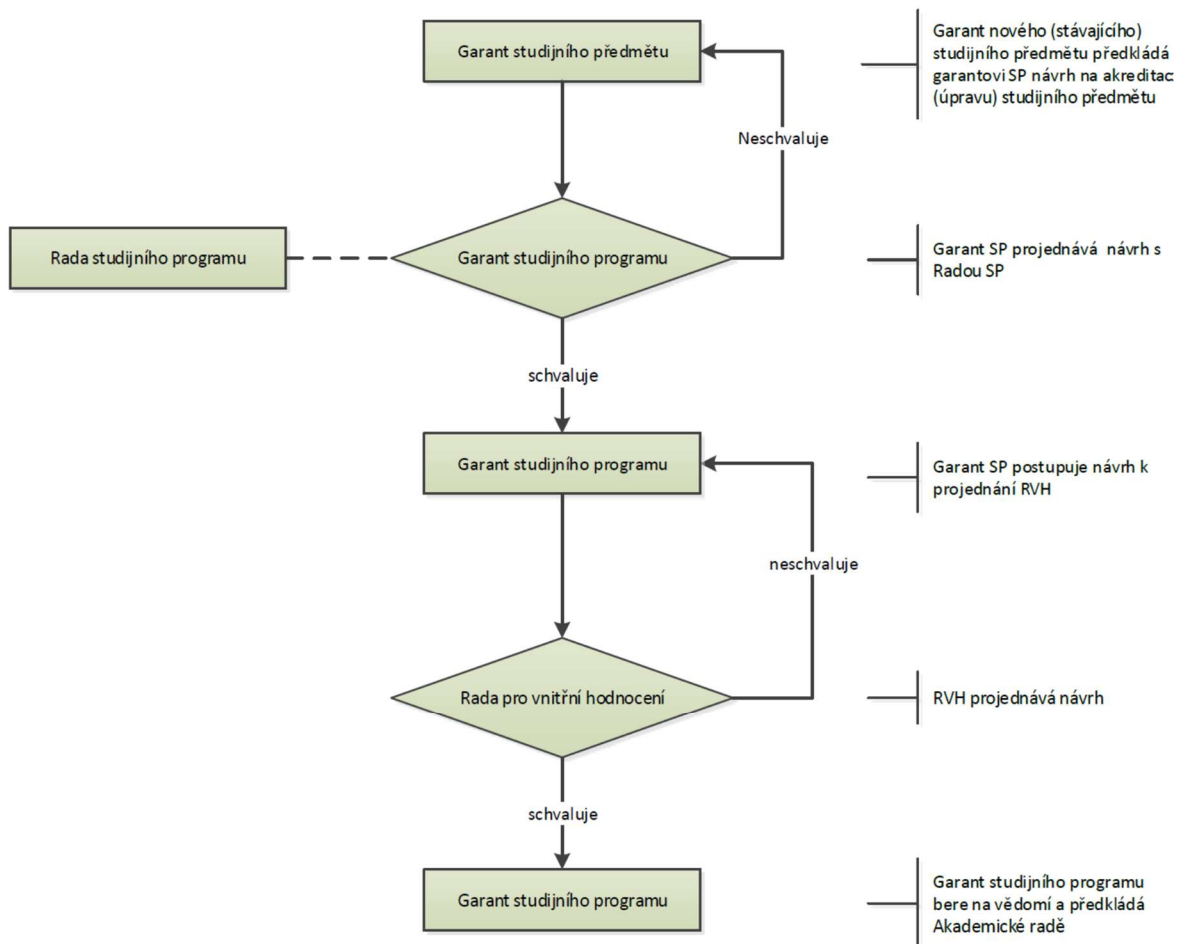 Garant studijního předmětu
Garant nového (stávajícího)
studijního předmětu předkládá
garantovi SP návrh na akreditac
(úpravu) studijního předmětu
Neschvaluje
Rada studijního programu
Garant studijního programu
Garant SP projednává návrh s
Radou SP
schvaluje
Garant studijního programu
Garant SP postupuje návrh k
projednání RVH
neschvaluje
Rada pro vnitřní hodnocení
RVH projednává návrh
schvaluje
Garant studijního programu
Garant studijního programu
bere na vědomí a předkládá
Akademické radě